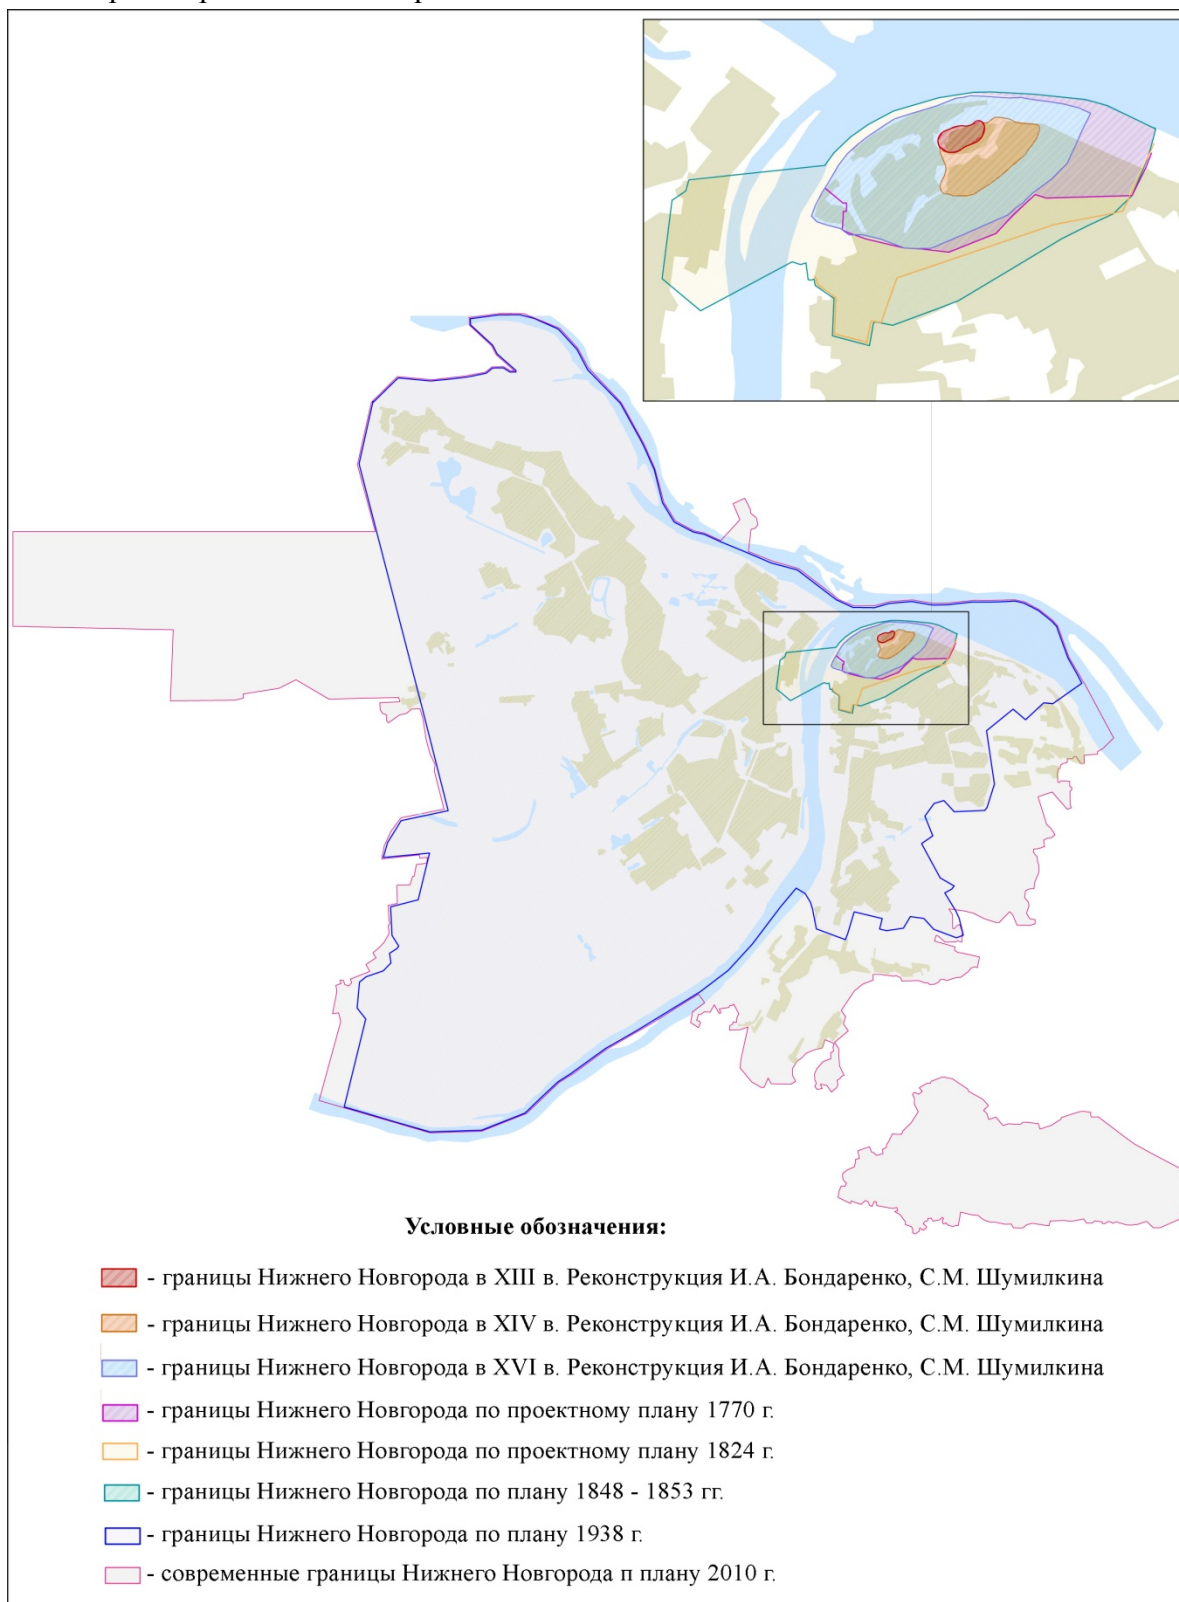 Условные обозначения:
- границы Нижнего Новгорода в XIII в. Реконструкция И.А. Бондаренко, С.М. Шумилкина
- границы Нижнего Новгорода в XIV в. Реконструкция И.А. Бондаренко, С.М. Шумилкина
- границы Нижнего Новгорода в XVI в. Реконструкция И.А. Бондаренко, С.М. Шумилкина
- границы Нижнего Новгорода по проектному плану 1770 г.
- границы Нижнего Новгорода по проектному плану 1824 г.
- границы Нижнего Новгорода по плану 1848 - 1853 гг.
- границы Нижнего Новгорода по плану 1938 г.
- современные границы Нижнего Новгорода п плану 2010 г.